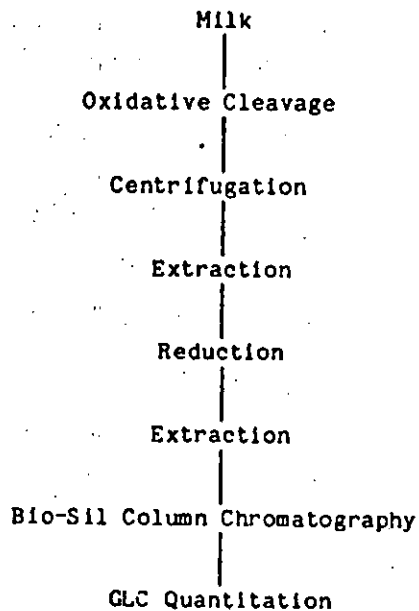 Milk
Oxidative Cleavage
Centrifugation
Extraction
Reduction
Extraction
Bio-Sil Column Chromatography
GLC Quantitation